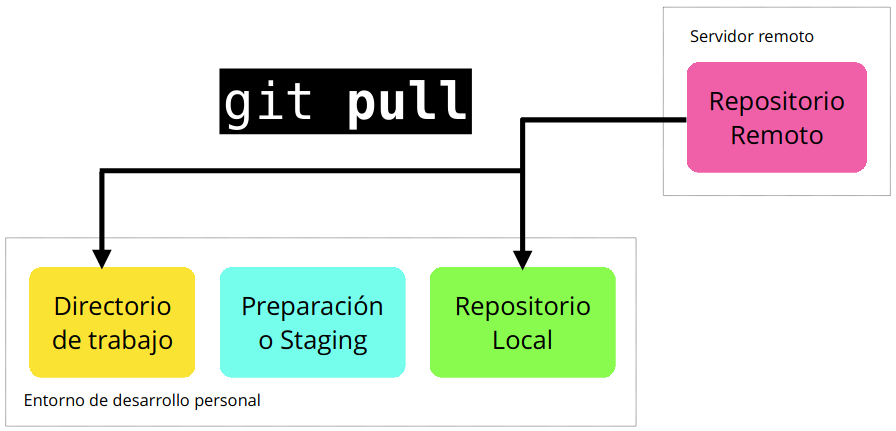 Servidor remoto
git pull
Repositorio
Remoto
Directorio
de trabajo
Preparación
o Staging
Repositorio
Local
Entorno de desarrollo personal